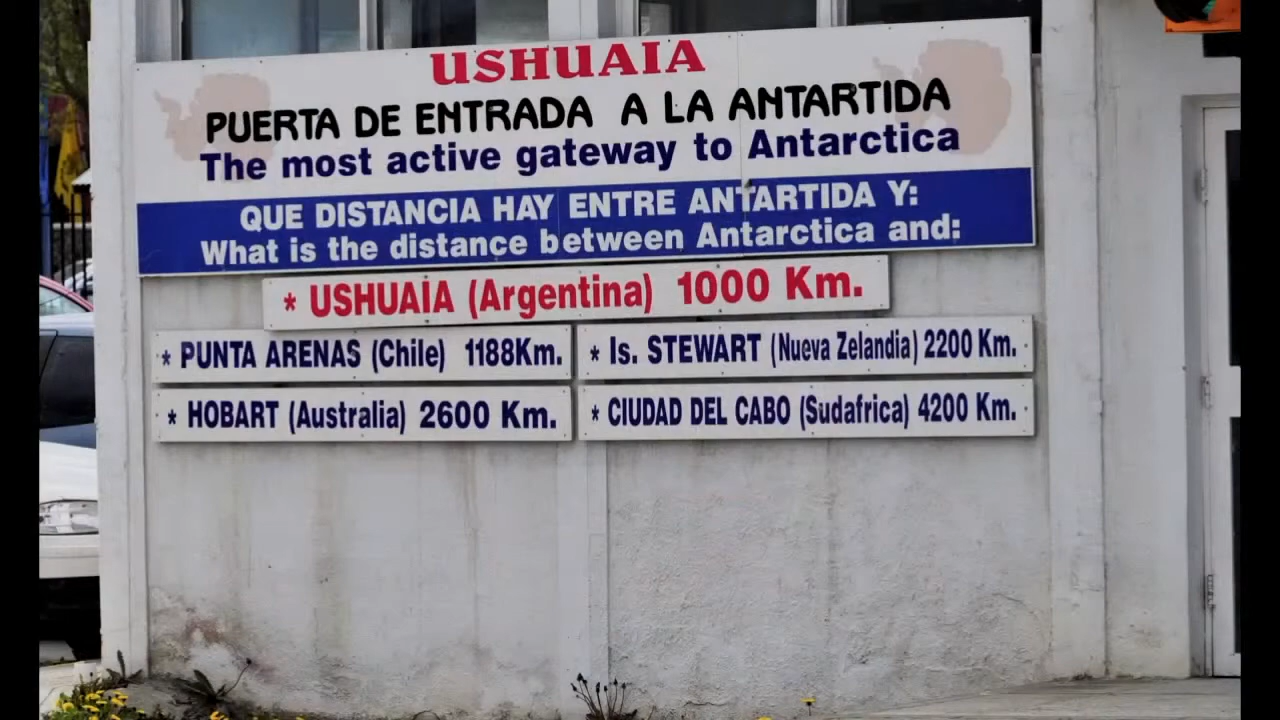 USHUAIA
PUERTA DE ENTRADA A LA ANTARTIDA
The most active gateway to Antarctica
QUE DISTANCIA HAY ENTRE ANTARTIDA Y:
What is the distance between Antarctica and:
* USHUAÍA (Argentina) 1000 Km.
* PUNTA ARENAS (Chile) 1188Km.
* Is. STEWART (Nueva Zelandia) 2200 Km.
* HOBART (Australia) 2600 Km.
* CIUDAD DEL CABO (Sudafrica) 4200 Km.